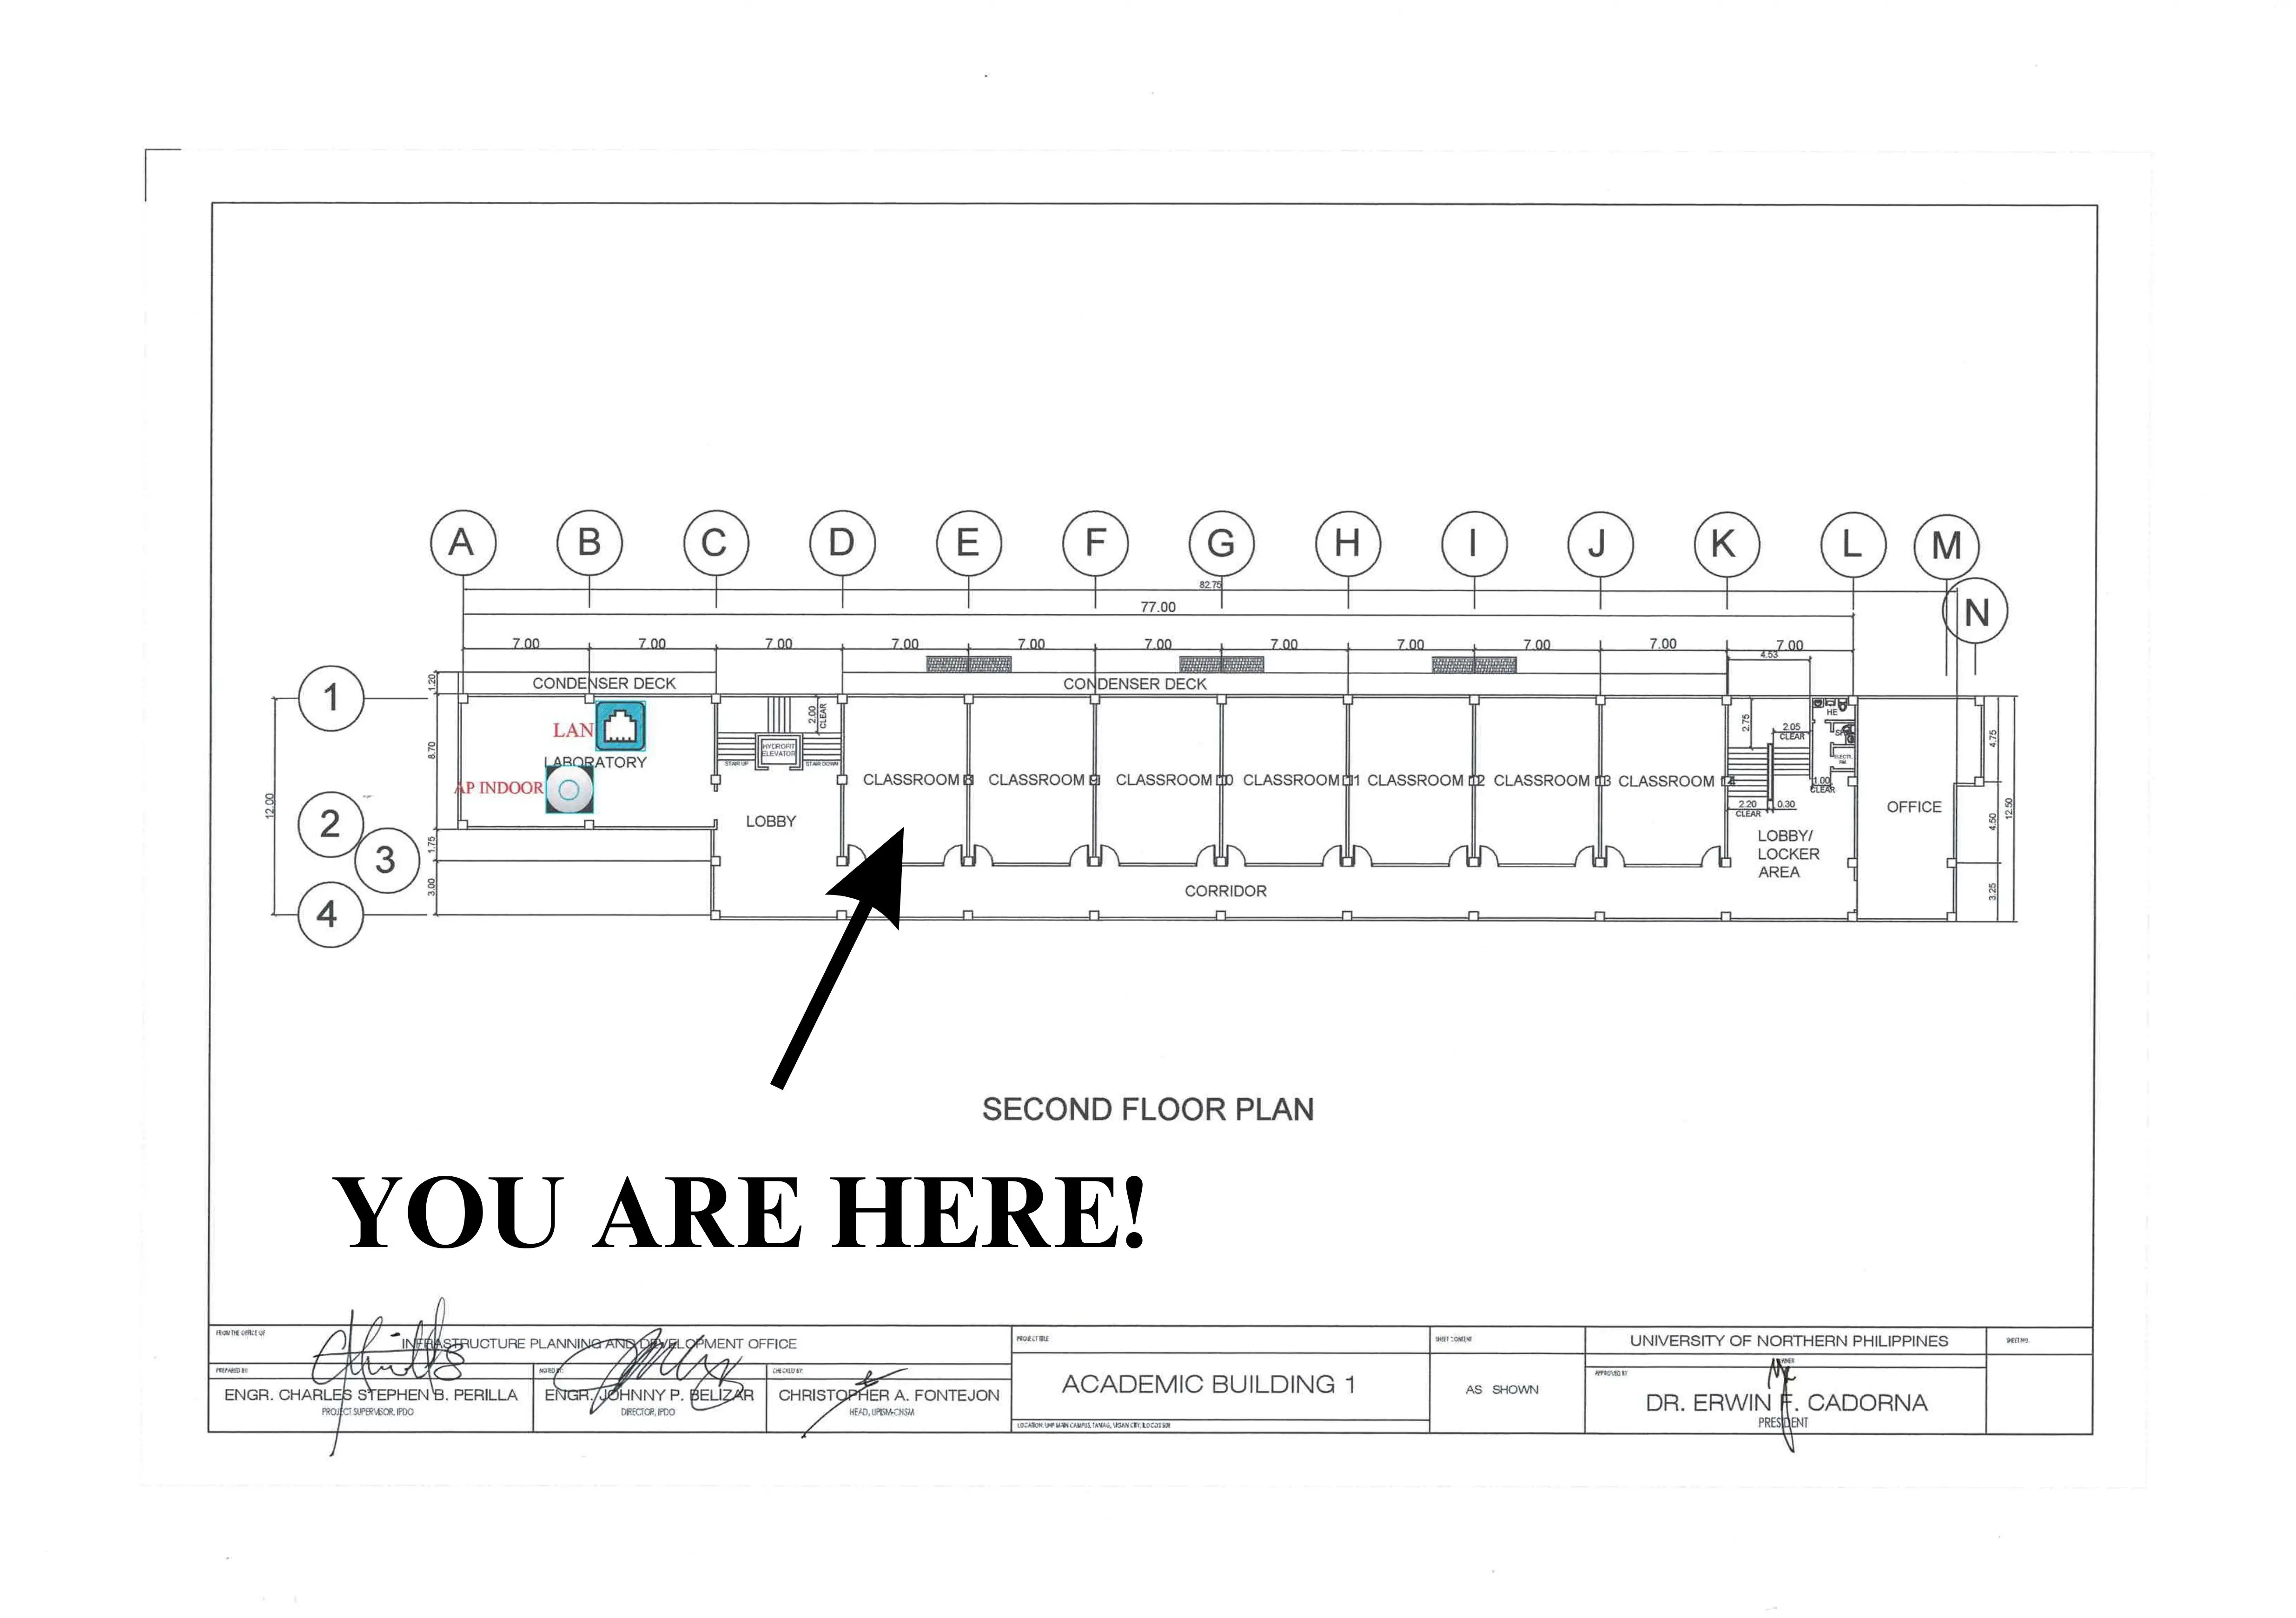 A B C D E F G H I J K L M
N
82.75
77.00
7.00 7.00 7.00 7.00 7.00 7.00 7.00 7.00 7.00 7.00 7.00
4.53
1
2
3
4
12.00
1.20
8.70
1.75
3.00
CONDENSER DECK
CONDENSER DECK
LAN
LABORATORY
AP INDOOR
2.00
CLEAR
HYDROFIT
ELEVATOR
STAIR UP
STAIR DOWN
LOBBY
CLASSROOM 8
CLASSROOM 9
CLASSROOM 10
CLASSROOM 11
CLASSROOM 12
CLASSROOM 13
CLASSROOM 14
2.75
2.05
CLEAR
HE
1.00
CLEAR
2.20 0.30
CLEAR
LOBBY/
LOCKER
AREA
OFFICE
4.75
4.50
3.25
12.50
CORRIDOR
SECOND FLOOR PLAN
YOU ARE HERE!
FROM THE OFFICE OF
INFRASTRUCTURE PLANNING AND DEVELOPMENT OFFICE
PREPARED BY:
ENGR. CHARLES STEPHEN B. PERILLA
PROJECT SUPERVISOR, IPDO
NOTED BY:
ENGR. JOHNNY P. BELIZAR
DIRECTOR, IPDO
CHECKED BY:
CHRISTOPHER A. FONTEJON
PROJECT TITLE
ACADEMIC BUILDING 1
LOCATION: UNP MAIN CAMPUS, TAMAG, VIGAN CITY, ILOCOS SUR
SHEET CONTENT
AS SHOWN
UNIVERSITY OF NORTHERN PHILIPPINES
OWNER
APPROVED BY
DR. ERWIN F. CADORNA
PRESIDENT
SHEET NO.